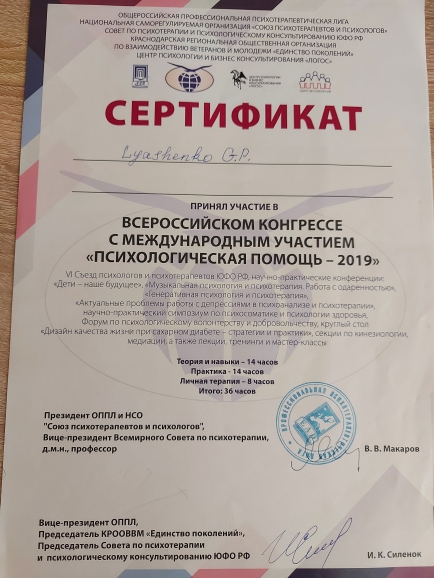 ОБЩЕРОССИЙСКАЯ ПРОФЕССИОНАЛЬНАЯ ПСИХОТЕРАПЕВТИЧЕСКАЯ ЛИГА
НАЦИОНАЛЬНАЯ САМОРЕГУЛИРУЕМАЯ ОРГАНИЗАЦИЯ «СОЮЗ ПСИХОТЕРАПЕВТОВ И ПСИХОЛОГОВ»
СОВЕТ ПО ПСИХОТЕРАПИИ И ПСИХОЛОГИЧЕСКОМУ КОНСУЛЬТИРОВАНИЮ ЮФО РФ
КРАСНОДАРСКАЯ РЕГИОНАЛЬНАЯ ОБЩЕСТВЕННАЯ ОРГАНИЗАЦИЯ
ПО ВЗАИМОДЕЙСТВИЮ ВЕТЕРАНОВ И МОЛОДЕЖИ «ЕДИНСТВО ПОКОЛЕНИЙ»
ЦЕНТР ПСИХОЛОГИИ И БИЗНЕС КОНСУЛЬТИРОВАНИЯ «ЛОГОС»
СЕРТИФИКАТ
Lyashenko G.P.
ПРИНЯЛ УЧАСТИЕ В
ВСЕРОССИЙСКОМ КОНГРЕССЕ
С МЕЖДУНАРОДНЫМ УЧАСТИЕМ
«ПСИХОЛОГИЧЕСКАЯ ПОМОЩЬ – 2019»
VI Съезд психологов и психотерапевтов ЮФО РФ, научно-практические конференции:
«Дети – наше будущее», «Музыкальная психология и психотерапия. Работа с одаренностью»,
«Генеративная психология и психотерапия»,
«Актуальные проблемы работы с депрессиями в психоанализе и психотерапии»,
научно-практический симпозиум по психосоматике и психологии здоровья,
Форум по психологическому волонтерству и добровольчеству, круглый стол
«Дизайн качества жизни при сахарном диабете – стратегии и практики», секции по кинезиологии,
медиации, а также лекции, тренинги и мастер-классы
Теория и навыки – 14 часов
Практика - 14 часов
Личная терапия – 8 часов
Итого: 36 часов
Президент ОППЛ и НСО
"Союз психотерапевтов и психологов",
Вице-президент Всемирного Совета по психотерапии,
д.м.н., профессор
В. В. Макаров
Вице-президент ОППЛ,
Председатель КРООВВМ «Единство поколений»,
Председатель Совета по психотерапии
и психологическому консультированию ЮФО РФ
И. К. Силенок